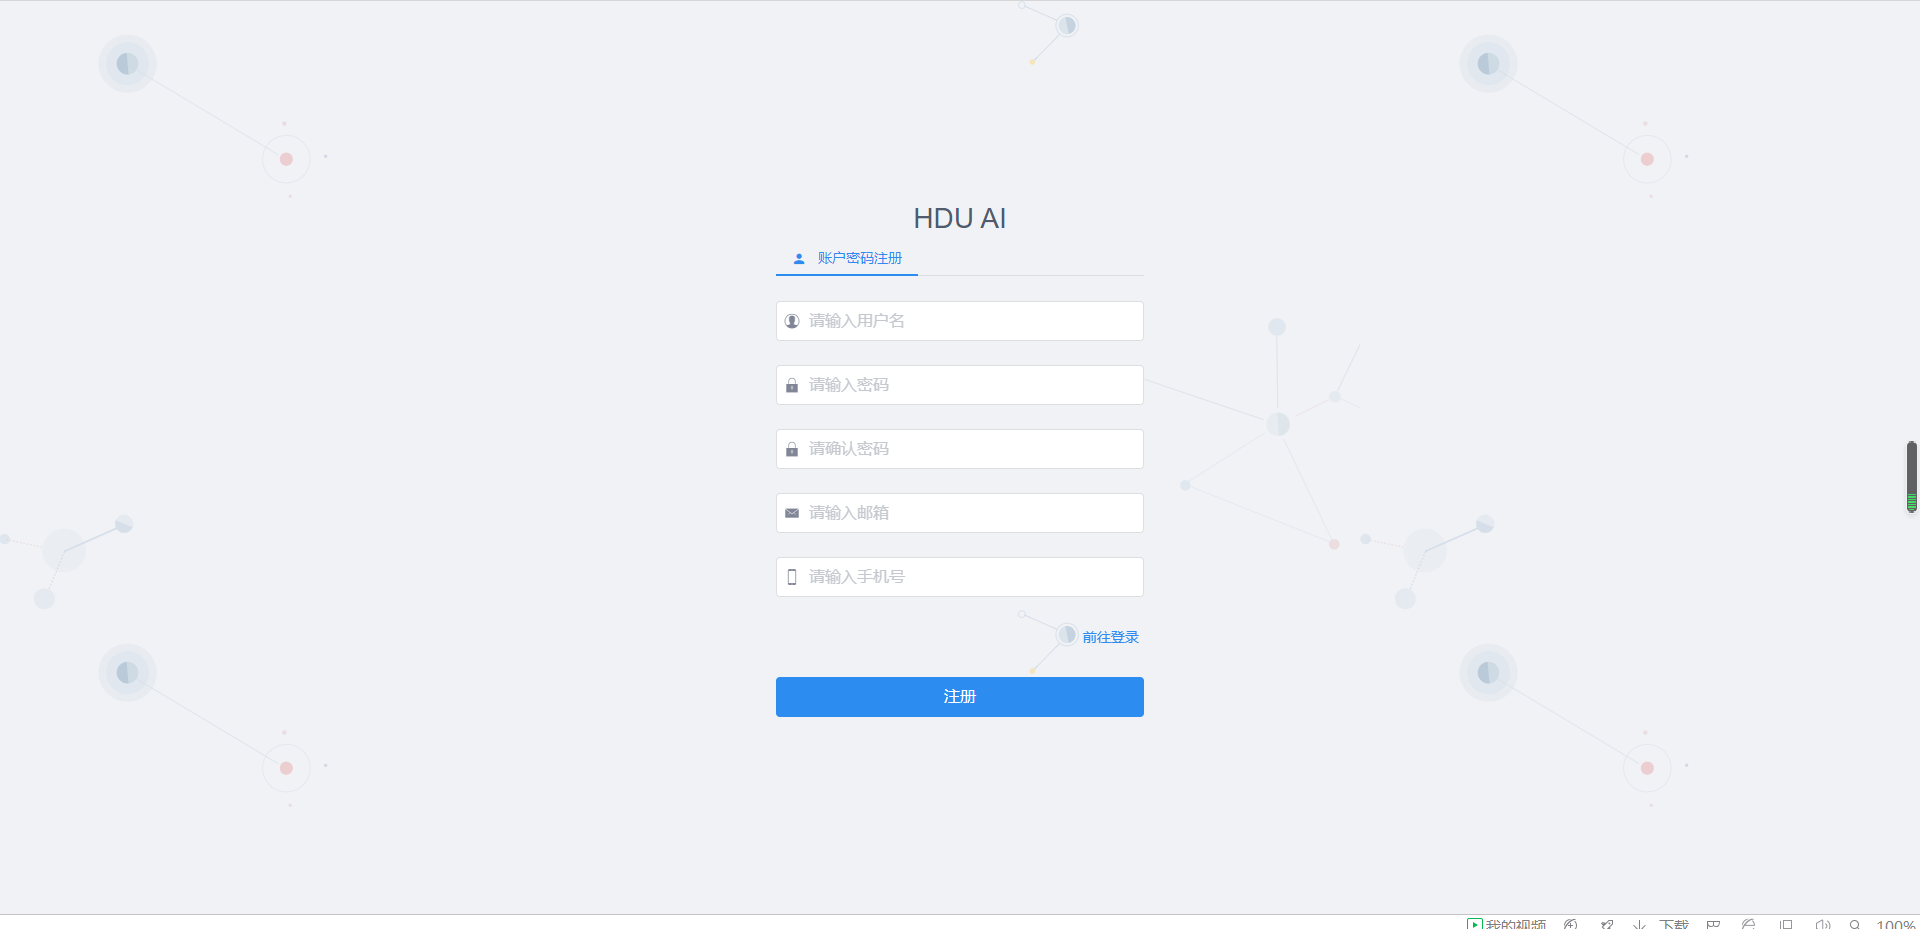 HDU AI
账户密码注册
请输入用户名
请输入密码
请确认密码
请输入邮箱
请输入手机号
前往登录
注册
我的视频 下载 100%